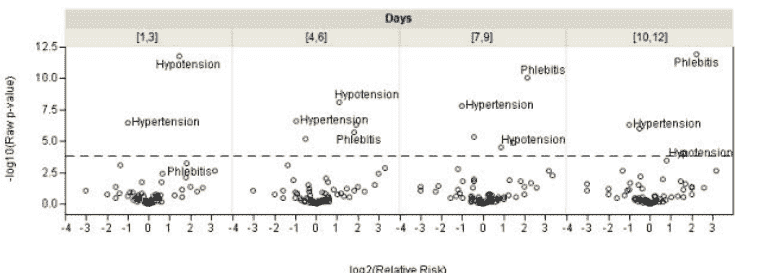 Days
[1,3] [4,6] [7,9] [10,12]
12.5
10.0
7.5
5.0
2.5
0.0
-log10(Raw p-value)
Hypotension
Hypertension
Phlebitis
Hypotension
Hypertension
Phlebitis
Phlebitis
Hypertension
Hypotension
Phlebitis
Hypertension
Hypotension
-4 -3 -2 -1 0 1 2 3 -4 -3 -2 -1 0 1 2 3 -4 -3 -2 -1 0 1 2 3 -4 -3 -2 -1 0 1 2 3
log2(Relative Risk)